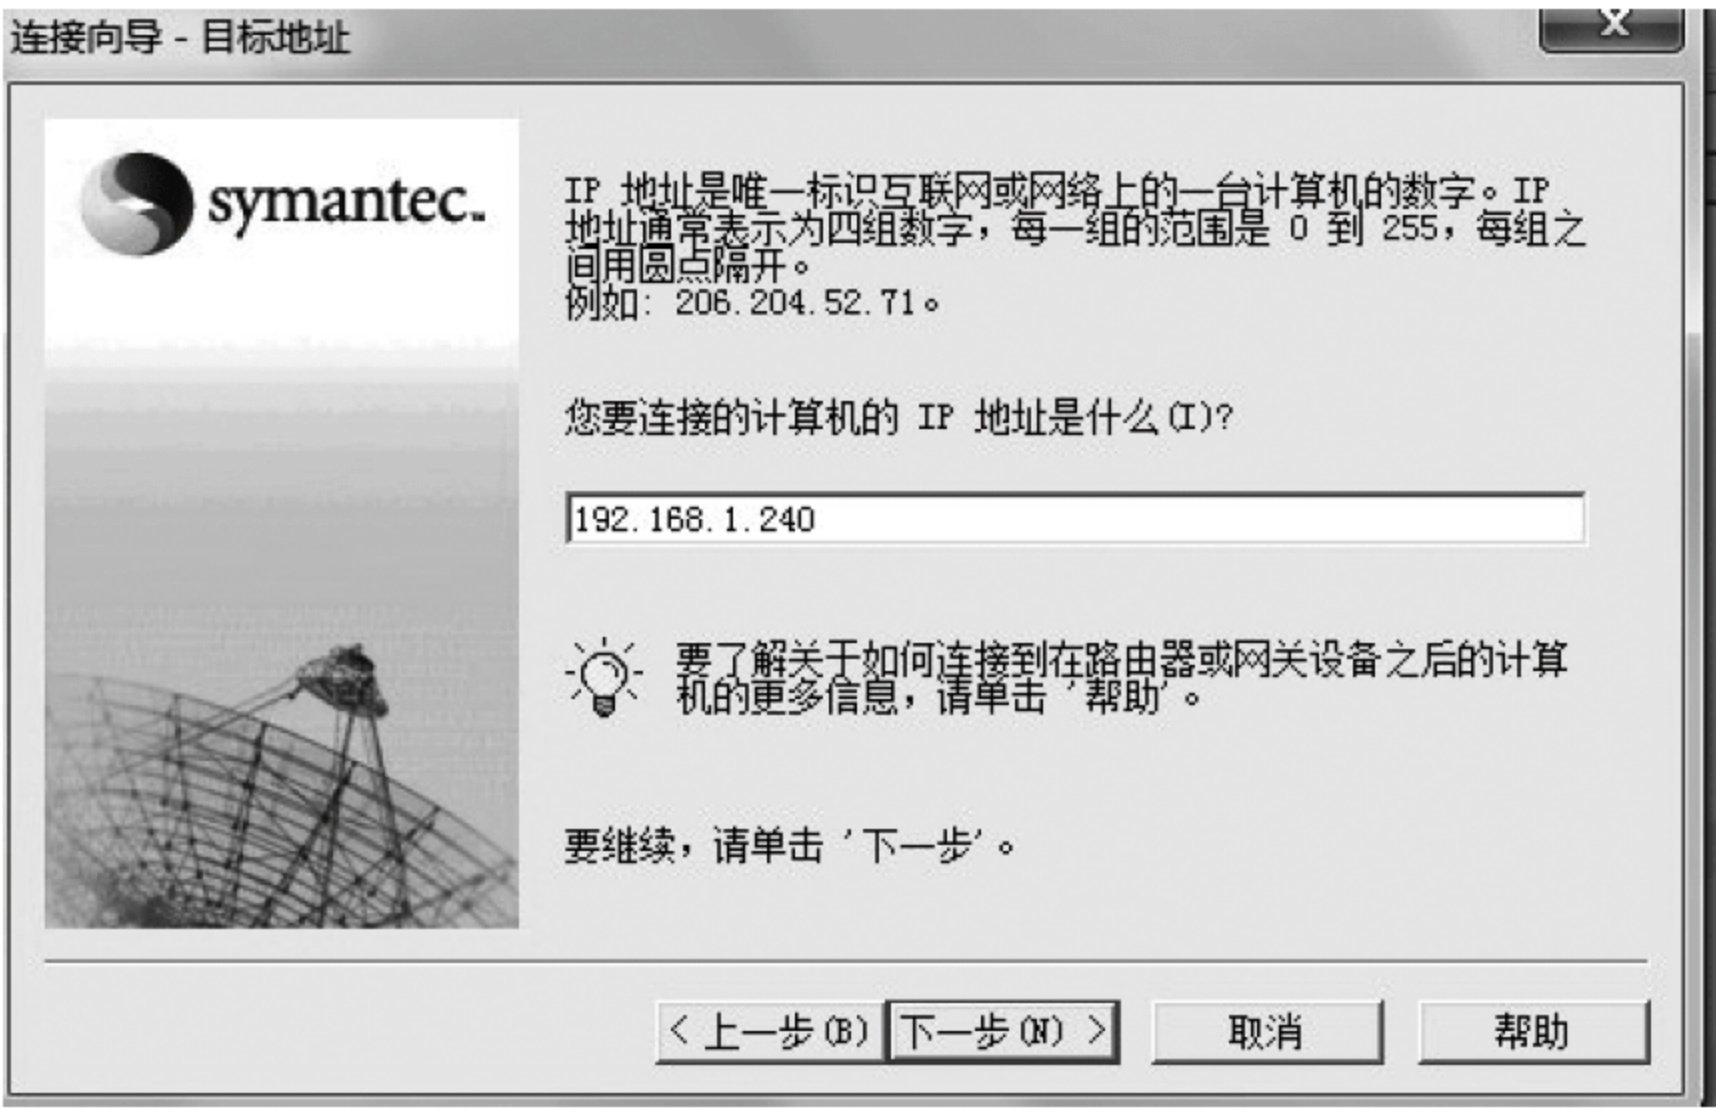 连接向导 - 目标地址
X
symantec.
IP 地址是唯一标识互联网或网络上的一台计算机的数字。IP
地址通常表示为四组数字，每一组的范围是 0 到 255，每组之
间用圆点隔开。
例如: 206.204.52.71。
您要连接的计算机的 IP 地址是什么(I)?
192.168.1.240
要了解关于如何连接到在路由器或网关设备之后的计算
机的更多信息，请单击 '帮助'。
要继续，请单击 '下一步'。
< 上一步(B)
下一步(N) >
取消
帮助